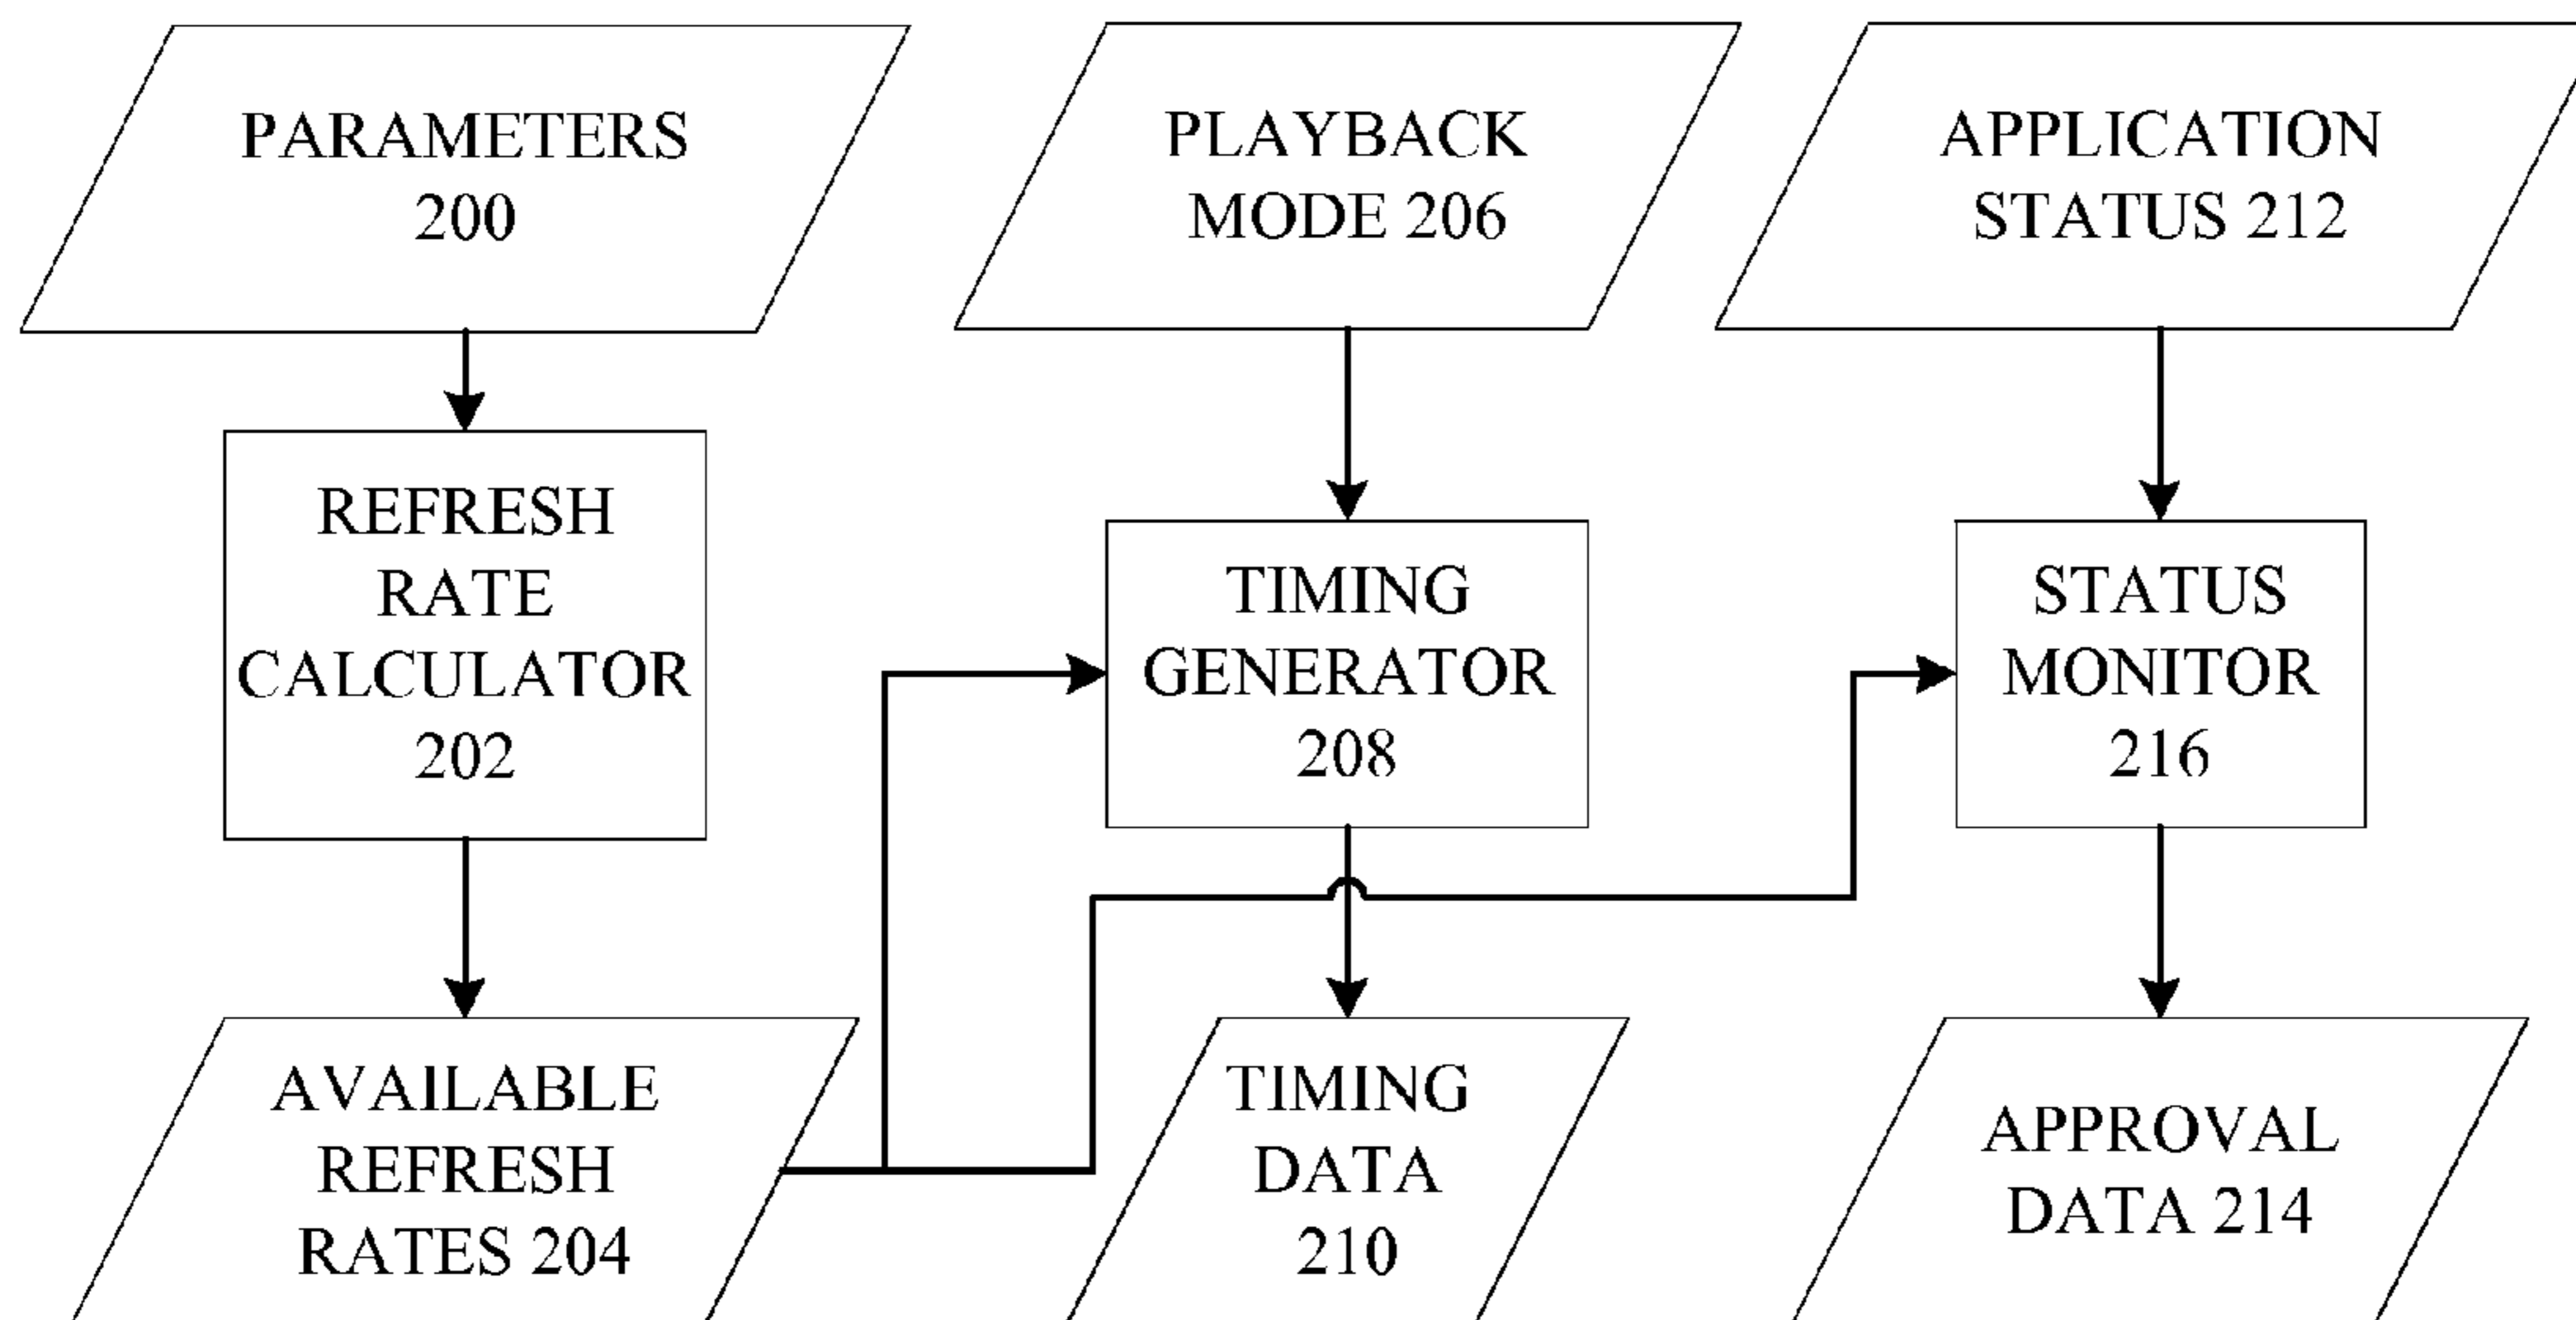 PARAMETERS
200
PLAYBACK
MODE 206
APPLICATION
STATUS 212
REFRESH
RATE
CALCULATOR
202
TIMING
GENERATOR
208
STATUS
MONITOR
216
AVAILABLE
REFRESH
RATES 204
TIMING
DATA
210
APPROVAL
DATA 214